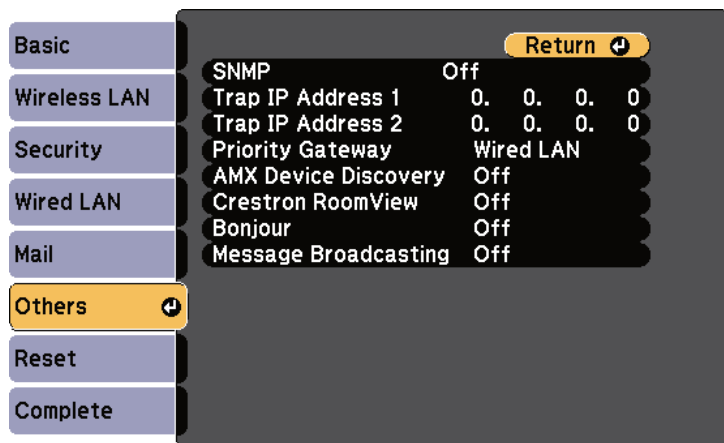 Basic
Wireless LAN
Security
Wired LAN
Mail
Others
Reset
Complete
Return
SNMP Off
Trap IP Address 1 0. 0. 0. 0
Trap IP Address 2 0. 0. 0. 0
Priority Gateway Wired LAN
AMX Device Discovery Off
Crestron RoomView Off
Bonjour Off
Message Broadcasting Off